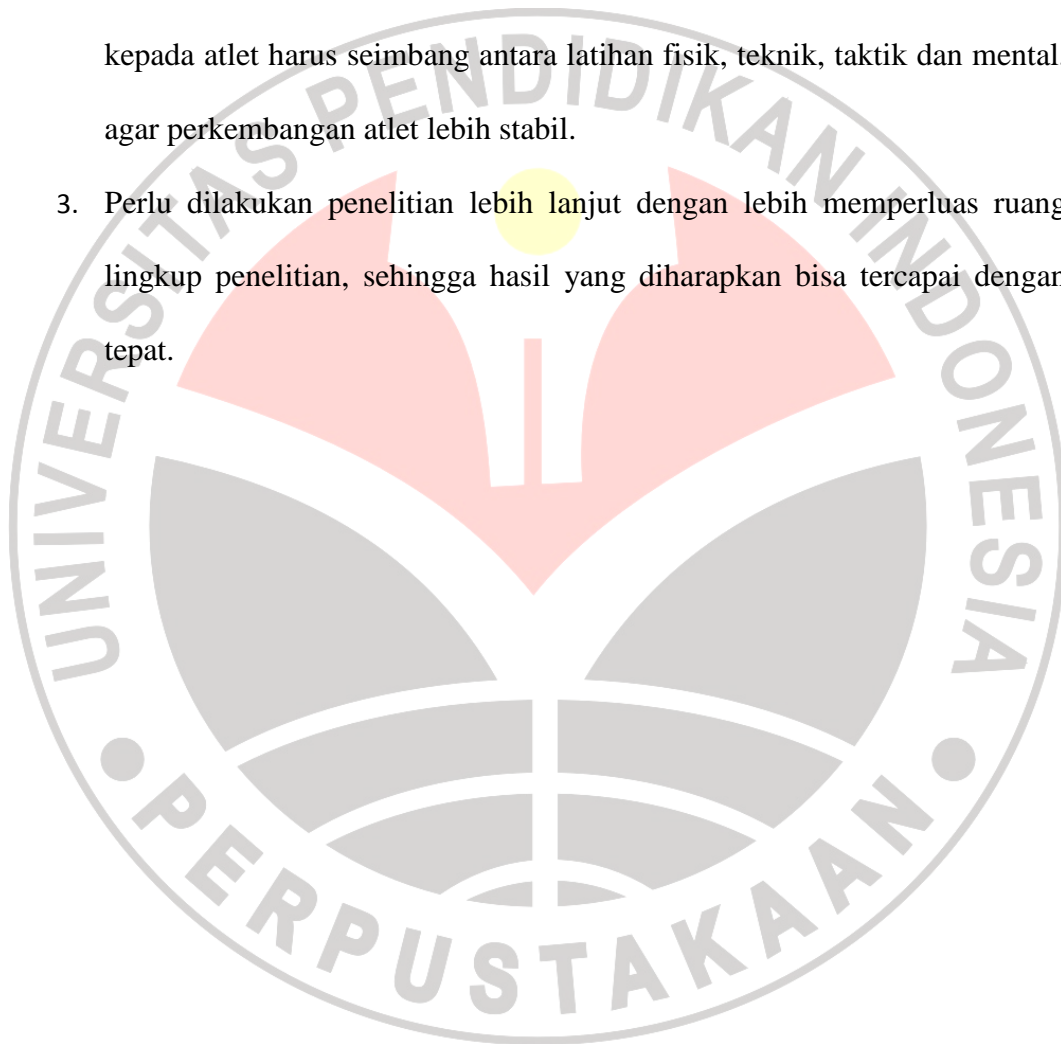 kepada atlet harus seimbang antara latihan fisik, teknik, taktik dan mental.
agar perkembangan atlet lebih stabil.
3. Perlu dilakukan penelitian lebih lanjut dengan lebih memperluas ruang
lingkup penelitian, sehingga hasil yang diharapkan bisa tercapai dengan
tepat.
UNIVERSITAS PENDIDIKAN INDONESIA
PERPUSTAKAAN